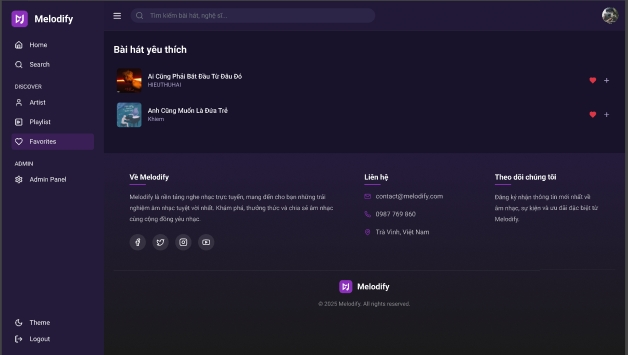 Melodify
Tìm kiếm bài hát, nghệ sĩ...
Home
Search
DISCOVER
Artist
Playlist
Favorites
ADMIN
Admin Panel
Theme
Logout
Bài hát yêu thích
Ai Cũng Phải Bắt Đầu Từ Đâu Đó
HIEUTHUHAI
Anh Cũng Muốn Là Đứa Trẻ
Khiem
Về Melodify
Melodify là nền tảng nghe nhạc trực tuyến, mang đến cho bạn những trải
nghiệm âm nhạc tuyệt vời nhất. Khám phá, thưởng thức và chia sẻ âm nhạc
cùng cộng đồng yêu nhạc.
Liên hệ
contact@melodify.com
0987 769 860
Trà Vinh, Việt Nam
Theo dõi chúng tôi
Đăng ký nhận thông tin mới nhất về
âm nhạc, sự kiện và ưu đãi đặc biệt từ
Melodify.
Melodify
© 2025 Melodify. All rights reserved.